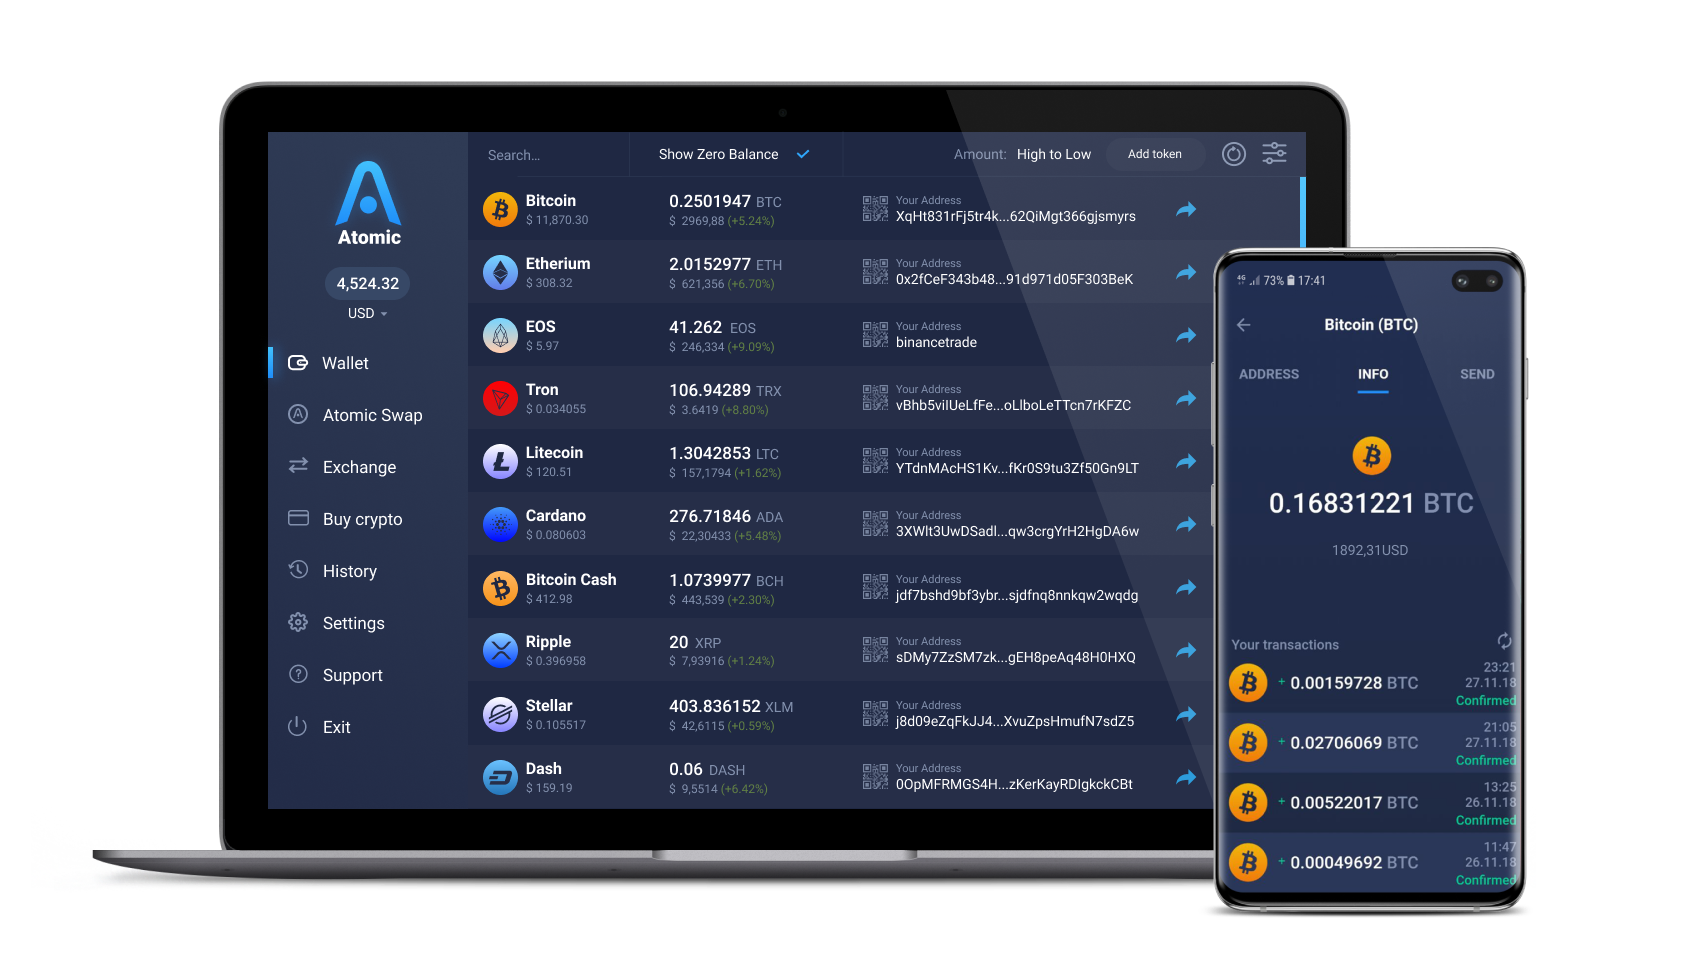 Atomic
4,524.32
USD
Wallet
Atomic Swap
Exchange
Buy crypto
History
Settings
Support
Exit
Search...
Show Zero Balance
Amount: High to Low
Add token
Bitcoin
$ 11,870.30
0.2501947 BTC
$ 2969,88 (+5.24%)
Your Address
XqHt831rFj5tr4k...62QiMgt366gjsmyrs
Etherium
$ 308.32
2.0152977 ETH
$ 621,356 (+6.70%)
Your Address
0x2fCeF343b48...91d971d05F303BeK
EOS
$ 5.97
41.262 EOS
$ 246,334 (+9.09%)
Your Address
binancetrade
Tron
$ 0.034055
106.94289 TRX
$ 3.6419 (+8.80%)
Your Address
vBhb5viIUeLfFe...oLIboLeTTcn7rKFZC
Litecoin
$ 120.51
1.3042853 LTC
$ 157,1794 (+1.62%)
Your Address
YTdnMAcHS1Kv...fKr0S9tu3Zf50Gn9LT
Cardano
$ 0.080603
276.71846 ADA
$ 22,30433 (+5.48%)
Your Address
3XWlt3UwDSadl...qw3crgYrH2HgDA6w
Bitcoin Cash
$ 412.98
1.0739977 BCH
$ 443,539 (+2.30%)
Your Address
jdf7bshd9bf3ybr...sjdfnq8nnkqw2wqdg
Ripple
$ 0.396958
20 XRP
$ 7,93916 (+1.24%)
Your Address
sDMy7ZzSM7zk...gEH8peAq48H0HXQ
Stellar
$ 0.105517
403.836152 XLM
$ 42,6115 (+0.59%)
Your Address
j8d09eZqFkJJ4...XvuZpsHmufN7sdZ5
Dash
$ 159.19
0.06 DASH
$ 9,5514 (+6.42%)
Your Address
0OpMFRMGS4H...zKerKayRDIgkckCBt
4G 73% 17:41
Bitcoin (BTC)
ADDRESS
INFO
SEND
0.16831221 BTC
1892,31USD
Your transactions
+ 0.00159728 BTC
23:21
27.11.18
Confirmed
+ 0.02706069 BTC
21:05
27.11.18
Confirmed
+ 0.00522017 BTC
13:25
26.11.18
Confirmed
+ 0.00049692 BTC
11:47
26.11.18
Confirmed